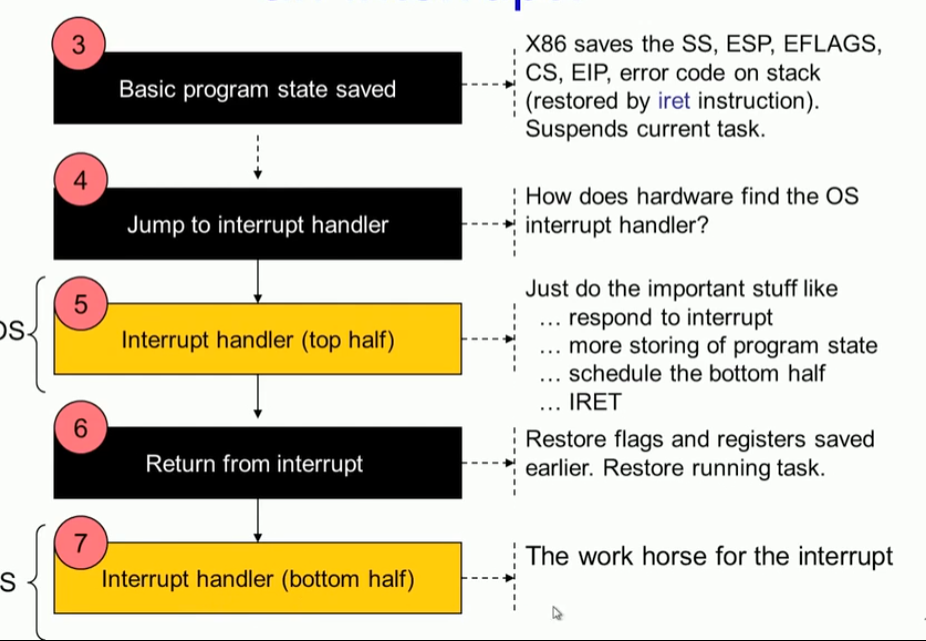 3
Basic program state saved
X86 saves the SS, ESP, EFLAGS,
CS, EIP, error code on stack
(restored by iret instruction).
Suspends current task.
4
Jump to interrupt handler
How does hardware find the OS
interrupt handler?
5
OS
Interrupt handler (top half)
Just do the important stuff like
… respond to interrupt
… more storing of program state
… schedule the bottom half
… IRET
6
Return from interrupt
Restore flags and registers saved
earlier. Restore running task.
7
S
Interrupt handler (bottom half)
The work horse for the interrupt